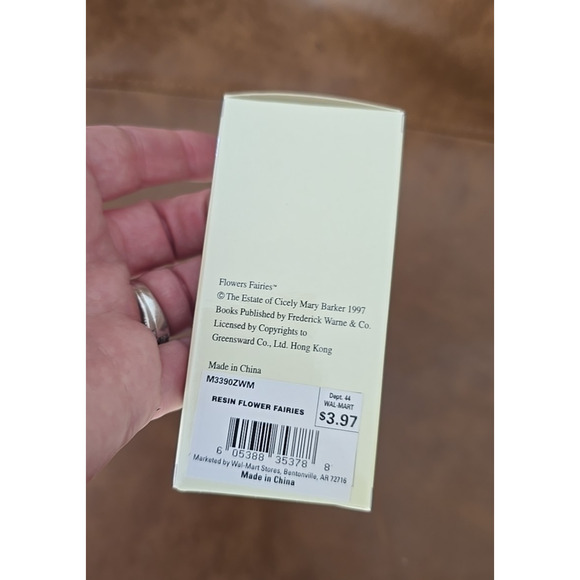 Flowers Fairies™
© The Estate of Cicely Mary Barker 1997
Books Published by Frederick Warne & Co.
Licensed by Copyrights to
Greensward Co., Ltd. Hong Kong
Made in China
M3390ZWM
RESIN FLOWER FAIRIES
Dept. 44
WAL-MART
$3.97
6 05388 35378 8
Marketed by Wal-Mart Stores, Bentonville, AR 72716
Made in China